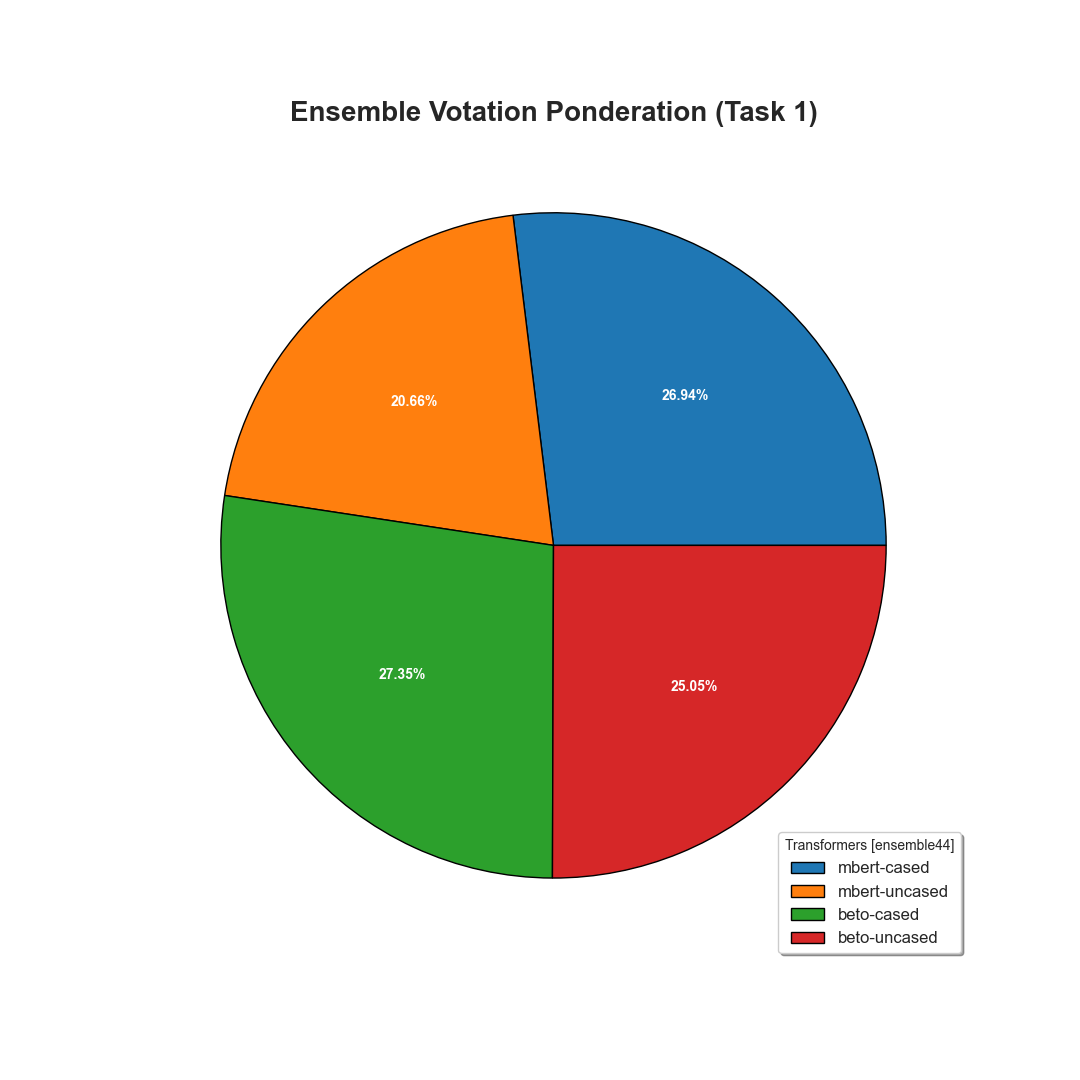 Ensemble Votation Ponderation (Task 1)
26.94%
20.66%
27.35%
25.05%
Transformers [ensemble44]
mbert-cased
mbert-uncased
beto-cased
beto-uncased